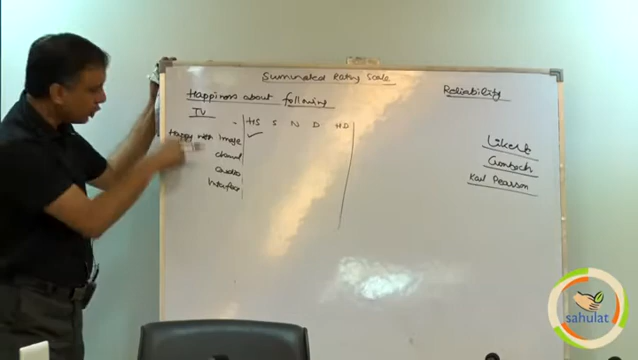 Summated Rating Scale
Happiness about following
TV
HS S N D HD
Happy with image
channel
audio
Interface
Reliability
Likert
Cronbach
Karl Pearson
sahulat